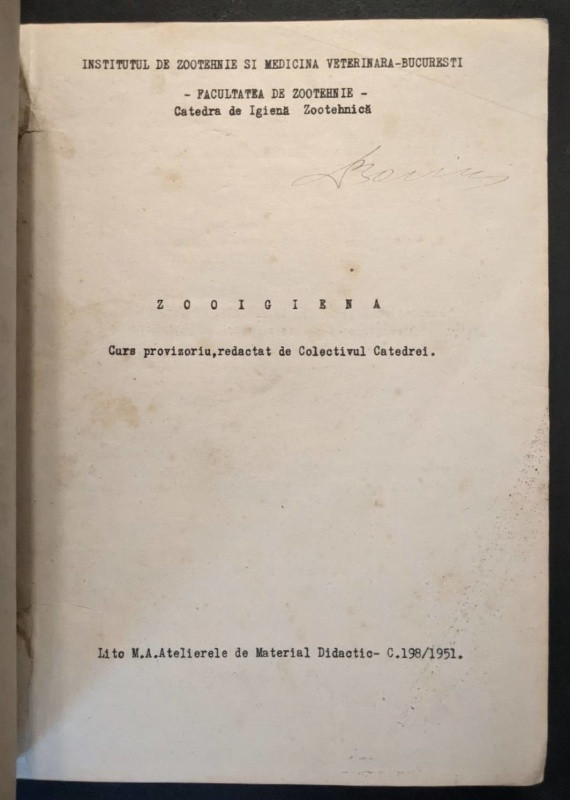 INSTITUTUL DE ZOOTEHNIE SI MEDICINA VETERINARA-BUCURESTI
- FACULTATEA DE ZOOTEHNIE -
Catedra de Igienă Zootehnică
Z O O I G I E N A
Curs provizoriu,redactat de Colectivul Catedrei.
Lito M.A.Atelierele de Material Didactic- C.198/1951.